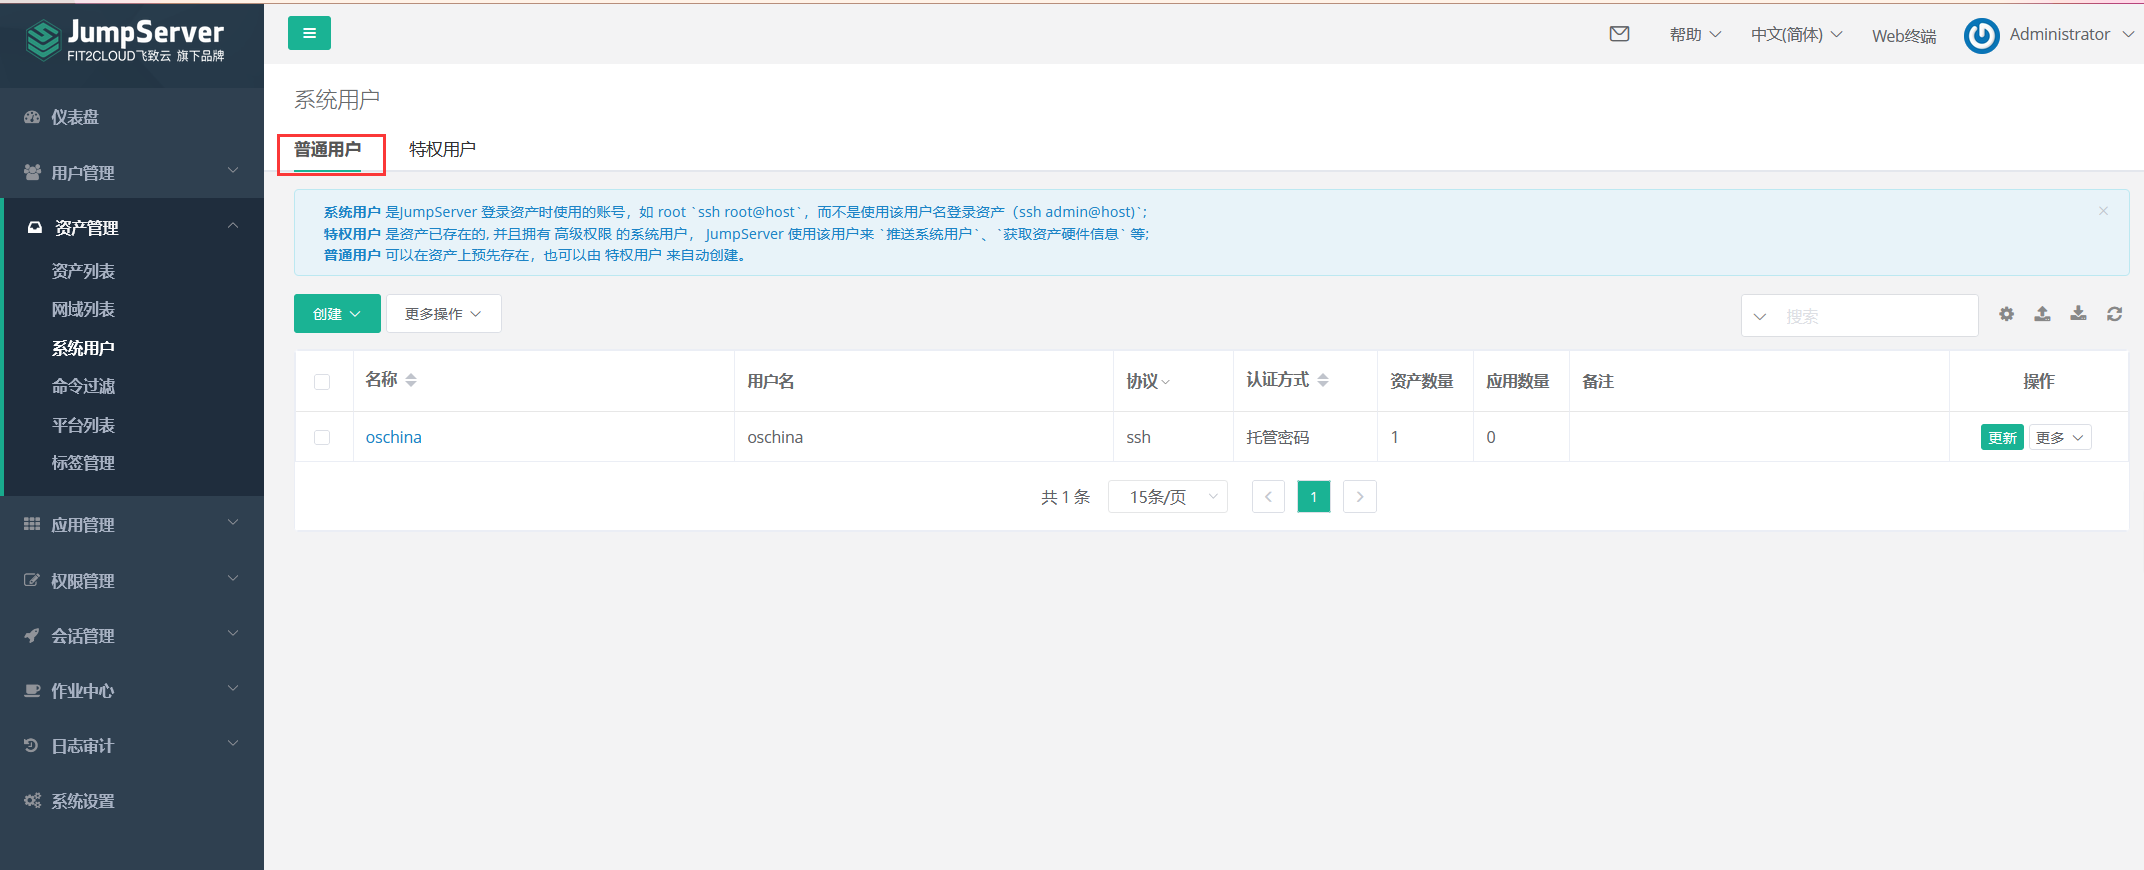 JumpServer
FIT2CLOUD飞致云 旗下品牌
帮助
中文(简体)
Web终端
Administrator
仪表盘
用户管理
资产管理
资产列表
网域列表
系统用户
命令过滤
平台列表
标签管理
应用管理
权限管理
会话管理
作业中心
日志审计
系统设置
系统用户
普通用户 特权用户
系统用户 是JumpServer 登录资产时使用的账号，如 root `ssh root@host`，而不是使用该用户名登录资产（ssh admin@host)`;
特权用户 是资产已存在的, 并且拥有 高级权限 的系统用户， JumpServer 使用该用户来 `推送系统用户`、`获取资产硬件信息` 等;
普通用户 可以在资产上预先存在，也可以由 特权用户 来自动创建。
创建 更多操作 搜索
名称 用户名 协议 认证方式 资产数量 应用数量 备注 操作
oschina oschina ssh 托管密码 1 0 更新 更多
共 1 条 15条/页 1